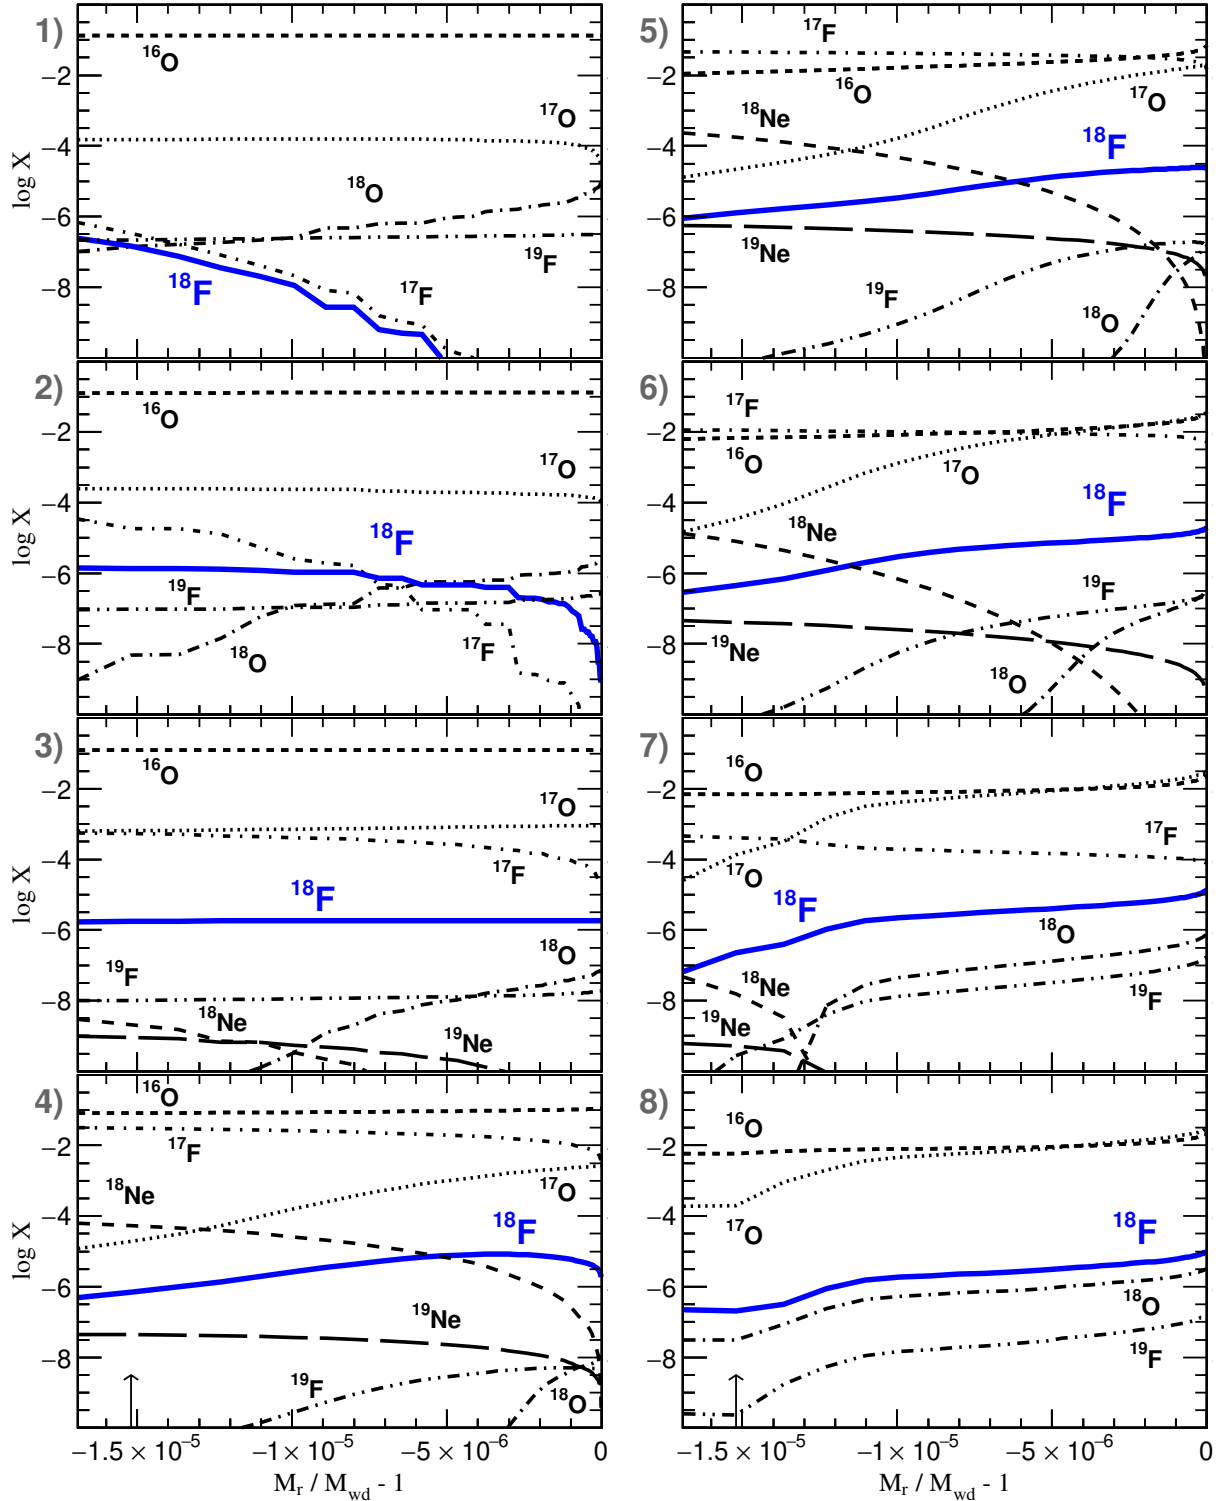 1)
¹⁶O
¹⁷O
¹⁸O
¹⁹F
¹⁸F
¹⁷F
−2
−4
−6
−8
log X
2)
¹⁶O
¹⁷O
¹⁸F
¹⁹F
¹⁸O
¹⁷F
−2
−4
−6
−8
log X
3)
¹⁶O
¹⁷O
¹⁷F
¹⁸F
¹⁸O
¹⁹F
¹⁸Ne
¹⁹Ne
−2
−4
−6
−8
log X
4)
¹⁶O
¹⁷F
¹⁸Ne
¹⁷O
¹⁸F
¹⁹Ne
¹⁹F
¹⁸O
−2
−4
−6
−8
log X
−1.5 × 10⁻⁵ −1 × 10⁻⁵ −5 × 10⁻⁶ 0
M_r / M_wd - 1
5)
¹⁷F
¹⁶O
¹⁷O
¹⁸Ne
¹⁸F
¹⁹Ne
¹⁹F
¹⁸O
−2
−4
−6
−8
6)
¹⁷F
¹⁶O
¹⁷O
¹⁸F
¹⁸Ne
¹⁹F
¹⁹Ne
¹⁸O
−2
−4
−6
−8
7)
¹⁶O
¹⁷F
¹⁷O
¹⁸F
¹⁸O
¹⁸Ne
¹⁹F
¹⁹Ne
−2
−4
−6
−8
8)
¹⁶O
¹⁷O
¹⁸F
¹⁸O
¹⁹F
−2
−4
−6
−8
−1.5 × 10⁻⁵ −1 × 10⁻⁵ −5 × 10⁻⁶ 0
M_r / M_wd - 1